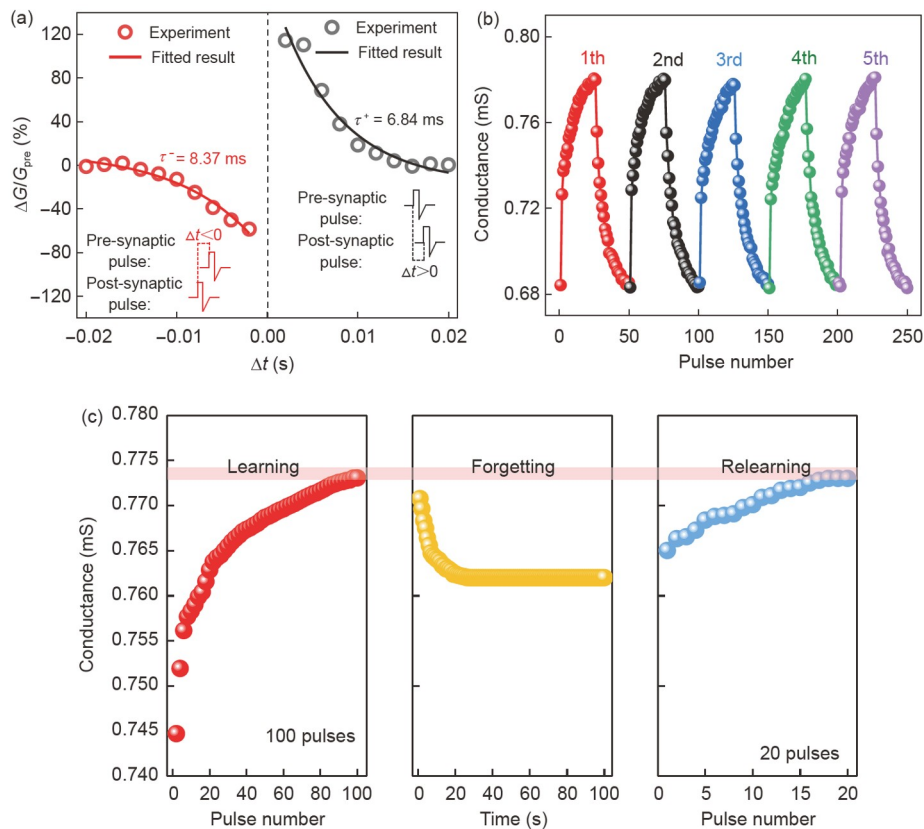 (a)
120
80
40
0
−40
−80
−120
ΔG/G_pre (%)
Experiment
Fitted result
Experiment
Fitted result
τ⁻ = 8.37 ms
τ⁺ = 6.84 ms
Pre-synaptic
pulse:
Post-synaptic
pulse:
Δt<0
Pre-synaptic
pulse:
Post-synaptic
pulse:
Δt>0
−0.02
−0.01
0.00
0.01
0.02
Δt (s)
(b)
0.80
0.76
0.72
0.68
Conductance (mS)
1th
2nd
3rd
4th
5th
0
50
100
150
200
250
Pulse number
(c)
0.780
0.775
0.770
0.765
0.760
0.755
0.750
0.745
0.740
Conductance (mS)
Learning
100 pulses
0
20
40
60
80
100
Pulse number
Forgetting
0
20
40
60
80
100
Time (s)
Relearning
20 pulses
0
5
10
15
20
Pulse number